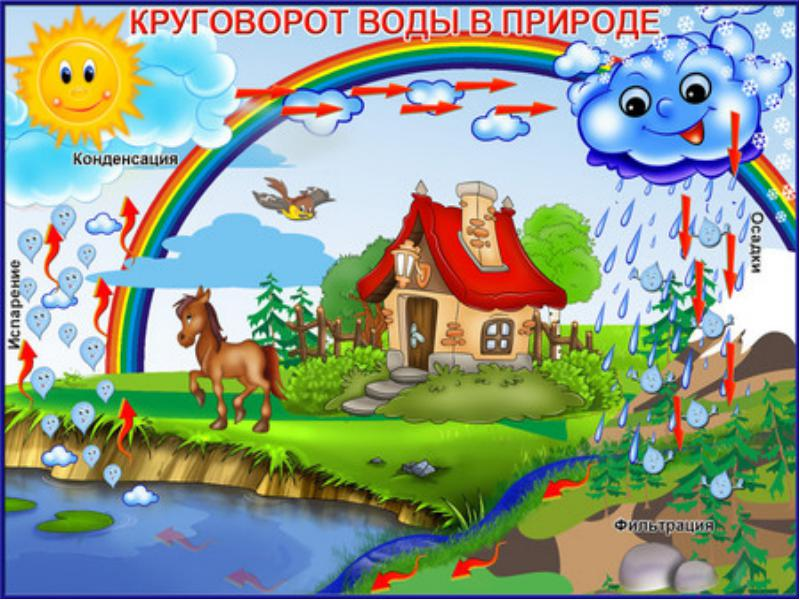 КРУГОВОРОТ ВОДЫ В ПРИРОДЕ
Конденсация
Испарение
Осадки
Фильтрация